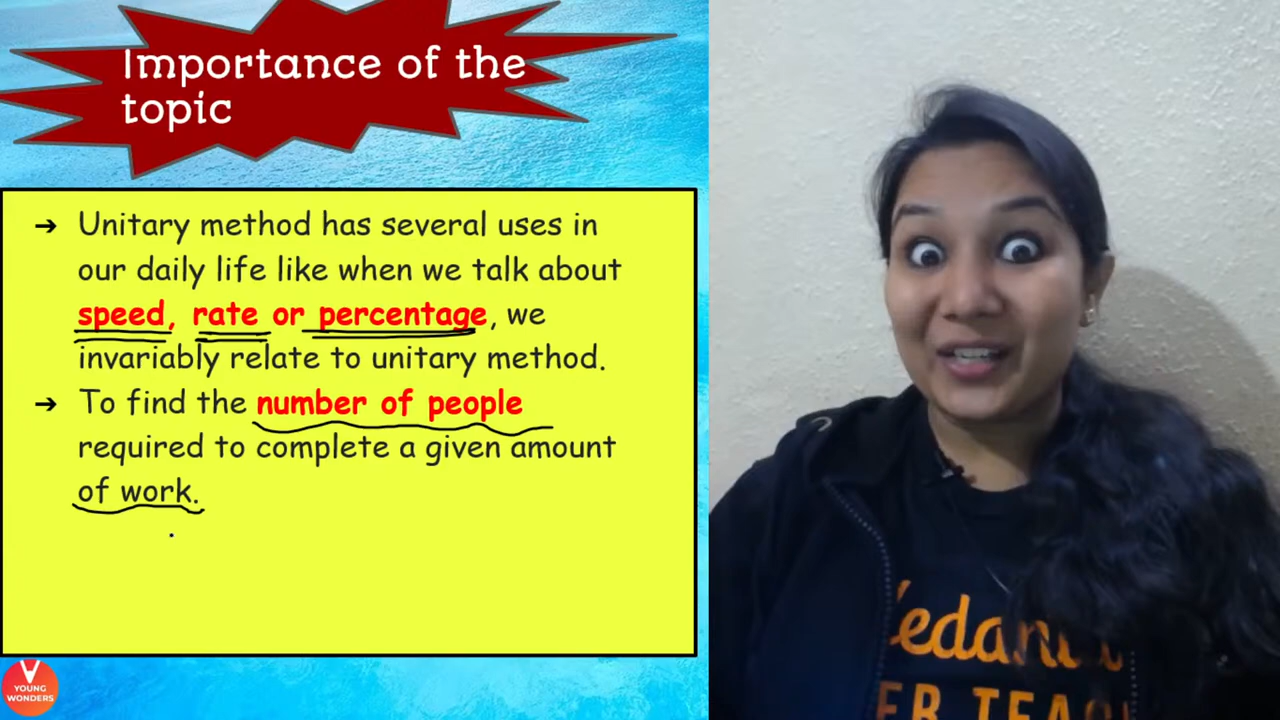 Importance of the
topic
➔ Unitary method has several uses in
our daily life like when we talk about
speed, rate or percentage, we
invariably relate to unitary method.
➔ To find the number of people
required to complete a given amount
of work.
YOUNG
WONDERS